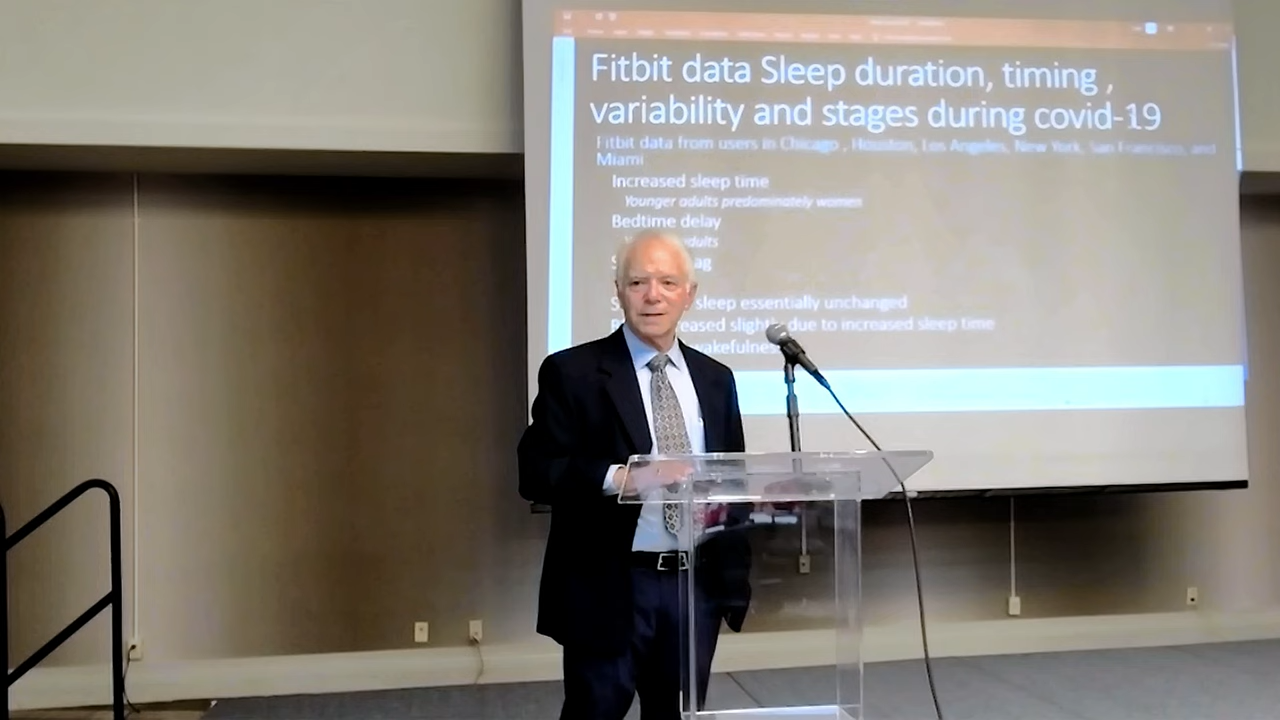 Fitbit data Sleep duration, timing ,
variability and stages during covid-19
Fitbit data from users in Chicago , Houston, Los Angeles, New York, San Francisco, and
Miami
Increased sleep time
Younger adults predominately women
Bedtime delay
adults
sleep essentially unchanged
slightly due to increased sleep time